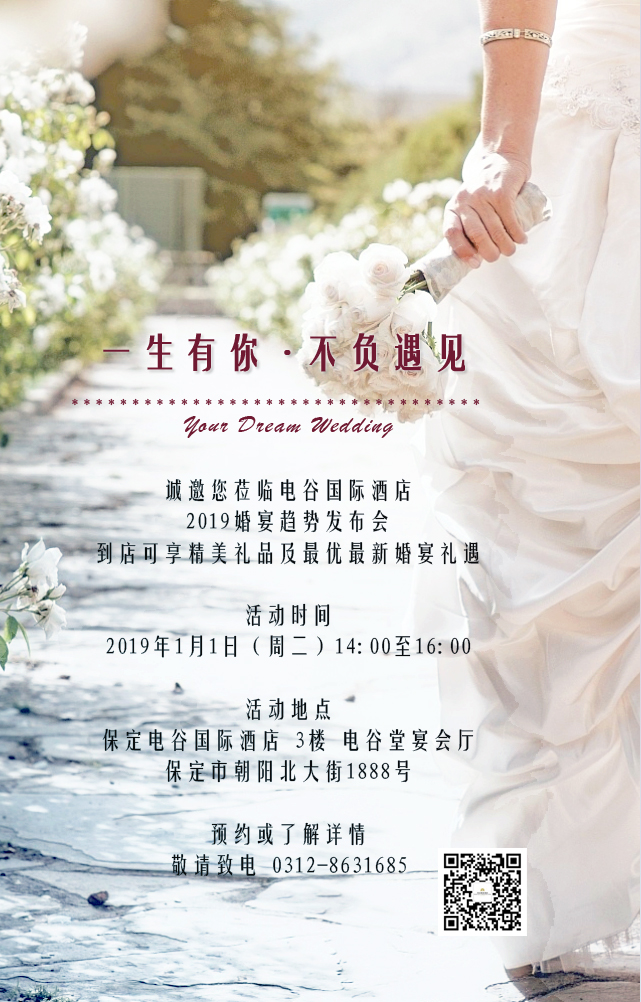 一生有你·不负遇见
**********************************
Your Dream Wedding
诚邀您莅临电谷国际酒店
2019婚宴趋势发布会
到店可享精美礼品及最优最新婚宴礼遇
活动时间
2019年1月1日（周二）14:00至16:00
活动地点
保定电谷国际酒店 3楼 电谷堂宴会厅
保定市朝阳北大街1888号
预约或了解详情
敬请致电 0312-8631685